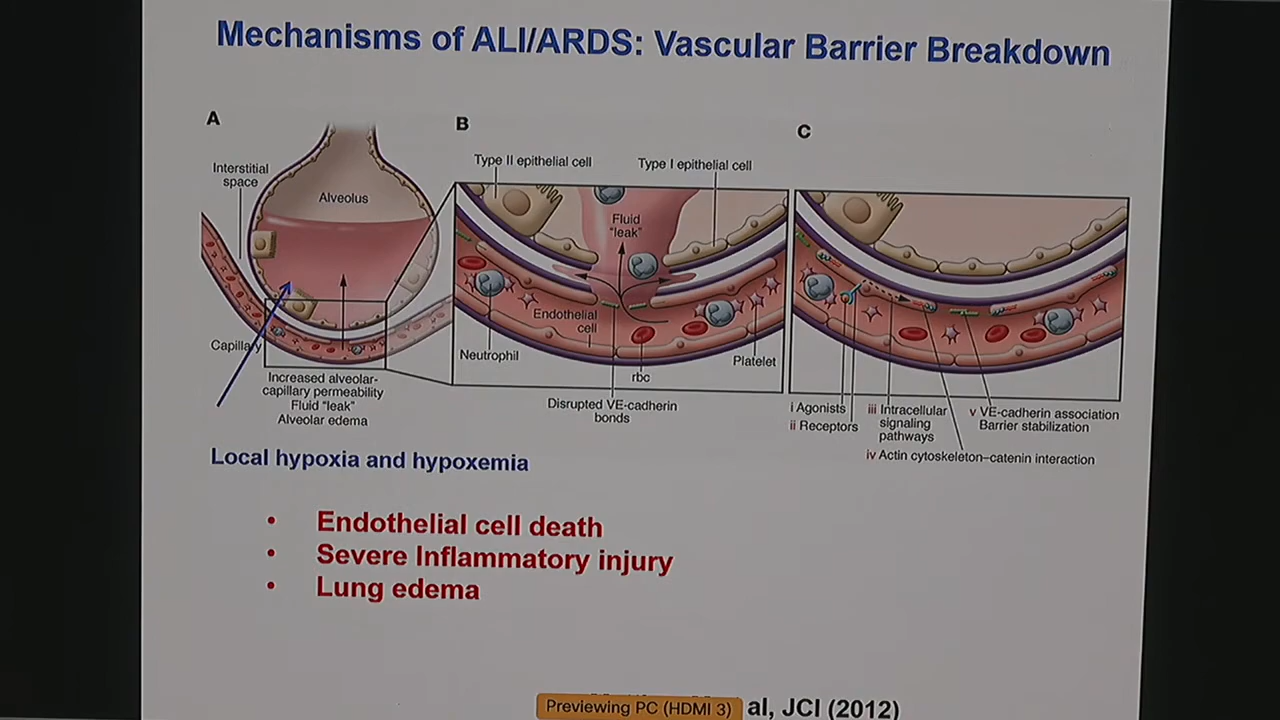 Mechanisms of ALI/ARDS: Vascular Barrier Breakdown
A
Interstitial
space
Alveolus
Capillary
Increased alveolar-
capillary permeability
Fluid "leak"
Alveolar edema
B
Type II epithelial cell
Type I epithelial cell
Fluid
"leak"
Endothelial
cell
Neutrophil
rbc
Platelet
Disrupted VE-cadherin
bonds
C
i Agonists
ii Receptors
iii Intracellular
signaling
pathways
v VE-cadherin association
Barrier stabilization
iv Actin cytoskeleton–catenin interaction
Local hypoxia and hypoxemia
• Endothelial cell death
• Severe Inflammatory injury
• Lung edema
Previewing PC (HDMI 3)
al, JCI (2012)